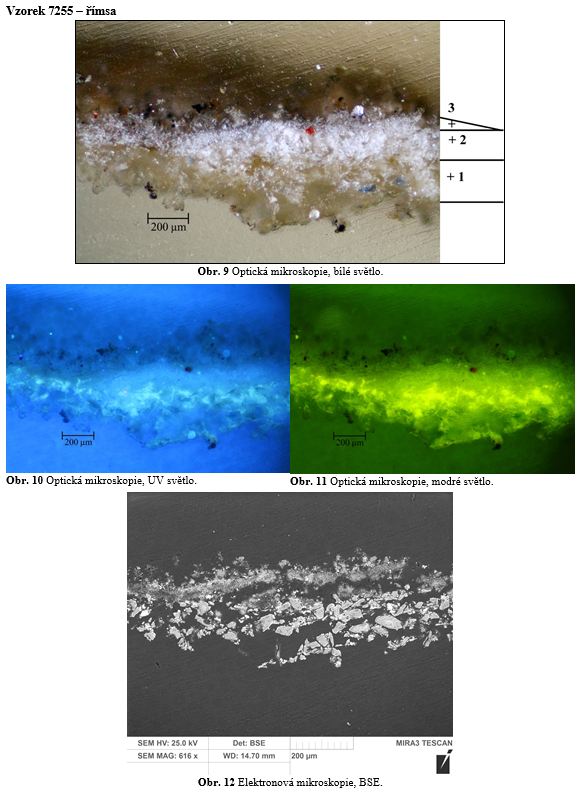 Vzorek 7255 – římsa
3
+
+ 2
+ 1
200 µm
Obr. 9 Optická mikroskopie, bílé světlo.
200 µm
200 µm
Obr. 10 Optická mikroskopie, UV světlo.
Obr. 11 Optická mikroskopie, modré světlo.
SEM HV: 25.0 kV Det: BSE MIRA3 TESCAN
SEM MAG: 616 x WD: 14.70 mm 200 µm
Obr. 12 Elektronová mikroskopie, BSE.